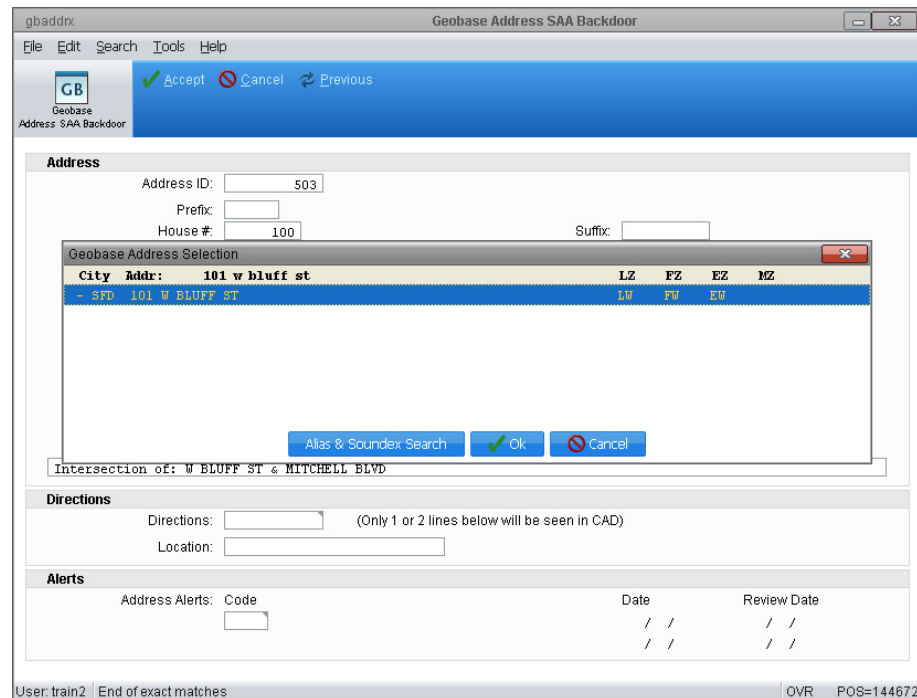 gbaddrx Geobase Address SAA Backdoor
File Edit Search Tools Help
GB
Geobase
Address SAA Backdoor
Accept Cancel Previous
Address
Address ID: 503
Prefix:
House #: 100 Suffix:
Geobase Address Selection
City Addr: 101 w bluff st LZ FZ EZ MZ
- SFD 101 W BLUFF ST LW FW EW
Alias & Soundex Search Ok Cancel
Intersection of: W BLUFF ST & MITCHELL BLVD
Directions
Directions: (Only 1 or 2 lines below will be seen in CAD)
Location:
Alerts
Address Alerts: Code Date Review Date
/ / / /
/ / / /
User: train2 End of exact matches OVR POS=144672